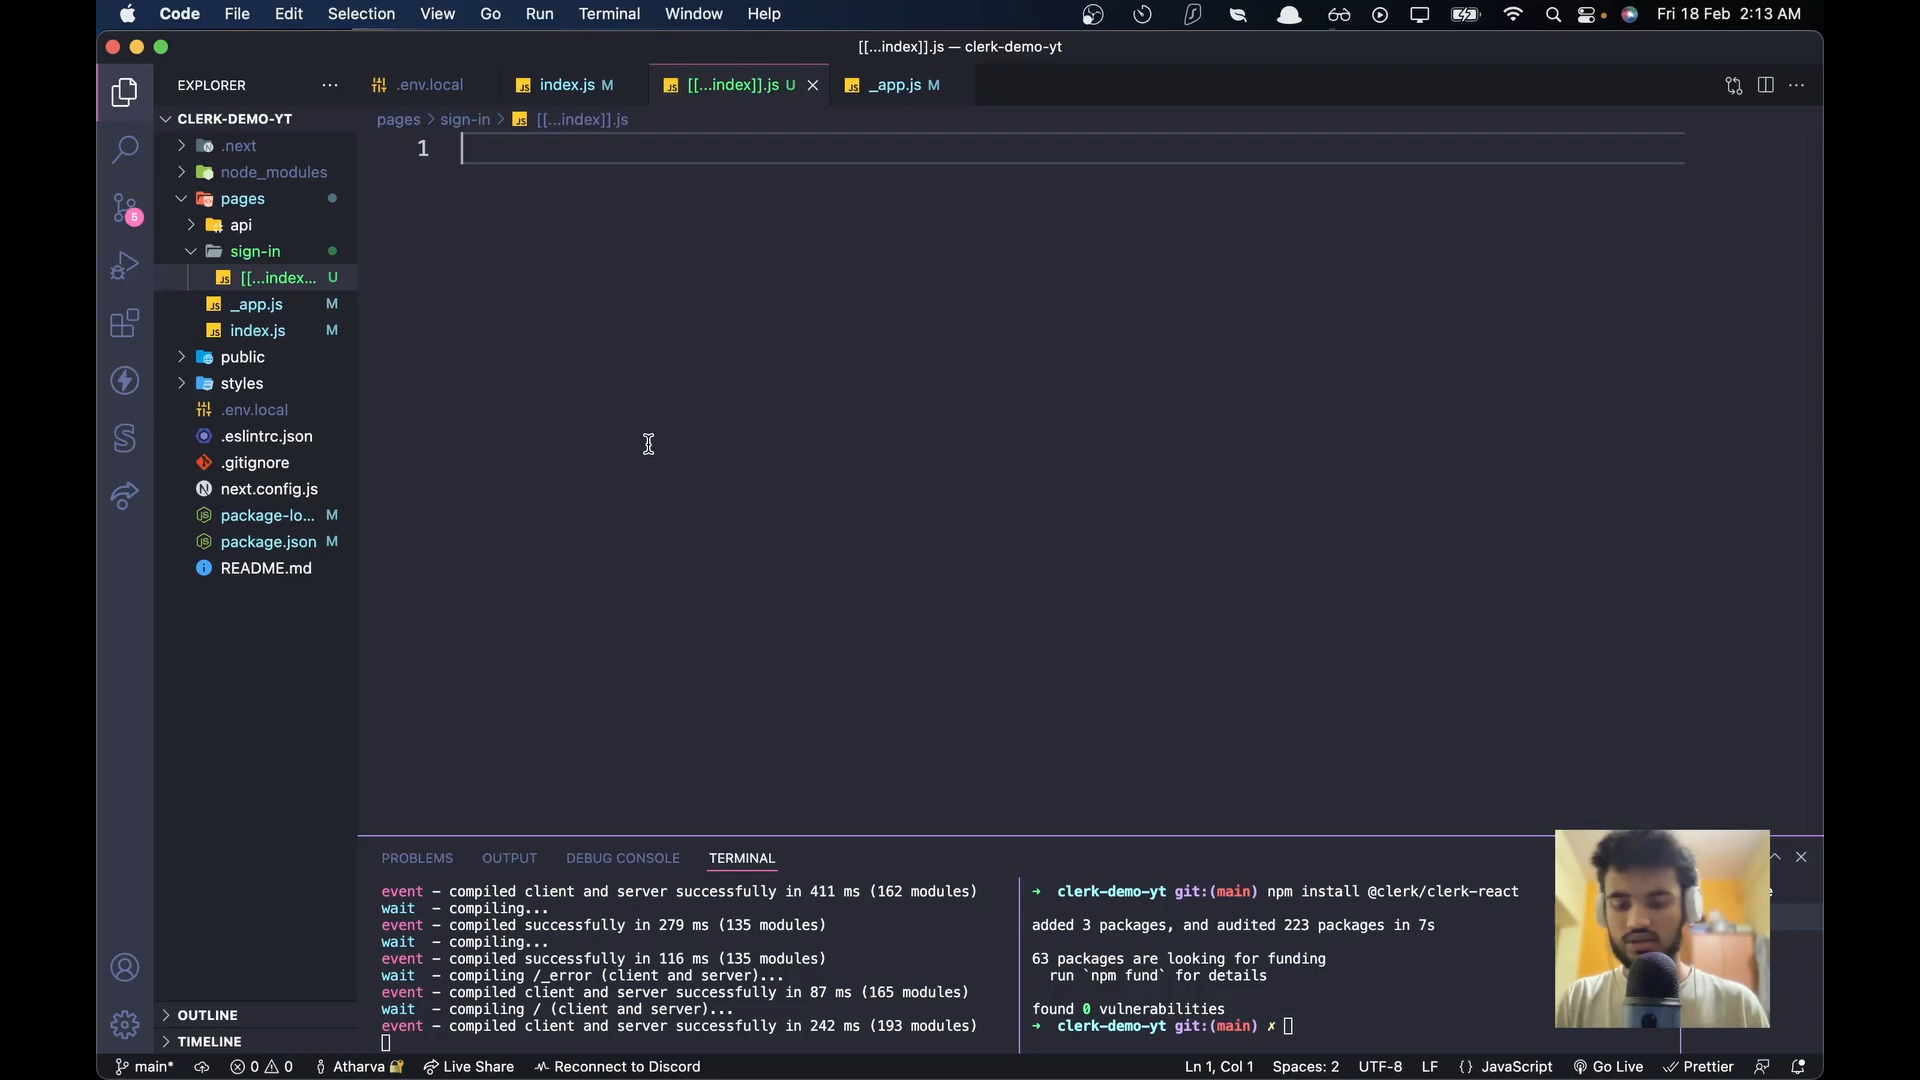 Code File Edit Selection View Go Run Terminal Window Help Fri 18 Feb 2:13 AM
[[...index]].js — clerk-demo-yt
EXPLORER
.env.local index.js M [[...index]].js U _app.js M
CLERK-DEMO-YT
pages > sign-in > [[...index]].js
1
.next
node_modules
pages
5
api
sign-in
[[...index... U
_app.js M
index.js M
public
styles
.env.local
.eslintrc.json
.gitignore
next.config.js
package-lo... M
package.json M
README.md
OUTLINE
TIMELINE
PROBLEMS OUTPUT DEBUG CONSOLE TERMINAL
event - compiled client and server successfully in 411 ms (162 modules)
wait - compiling...
event - compiled successfully in 279 ms (135 modules)
wait - compiling...
event - compiled successfully in 116 ms (135 modules)
wait - compiling /_error (client and server)...
event - compiled client and server successfully in 87 ms (165 modules)
wait - compiling / (client and server)...
event - compiled client and server successfully in 242 ms (193 modules)
→ clerk-demo-yt git:(main) npm install @clerk/clerk-react
added 3 packages, and audited 223 packages in 7s
63 packages are looking for funding
run `npm fund` for details
found 0 vulnerabilities
→ clerk-demo-yt git:(main) ✗
main* 0 0 Atharva Live Share Reconnect to Discord Ln 1, Col 1 Spaces: 2 UTF-8 LF {} JavaScript Go Live Prettier